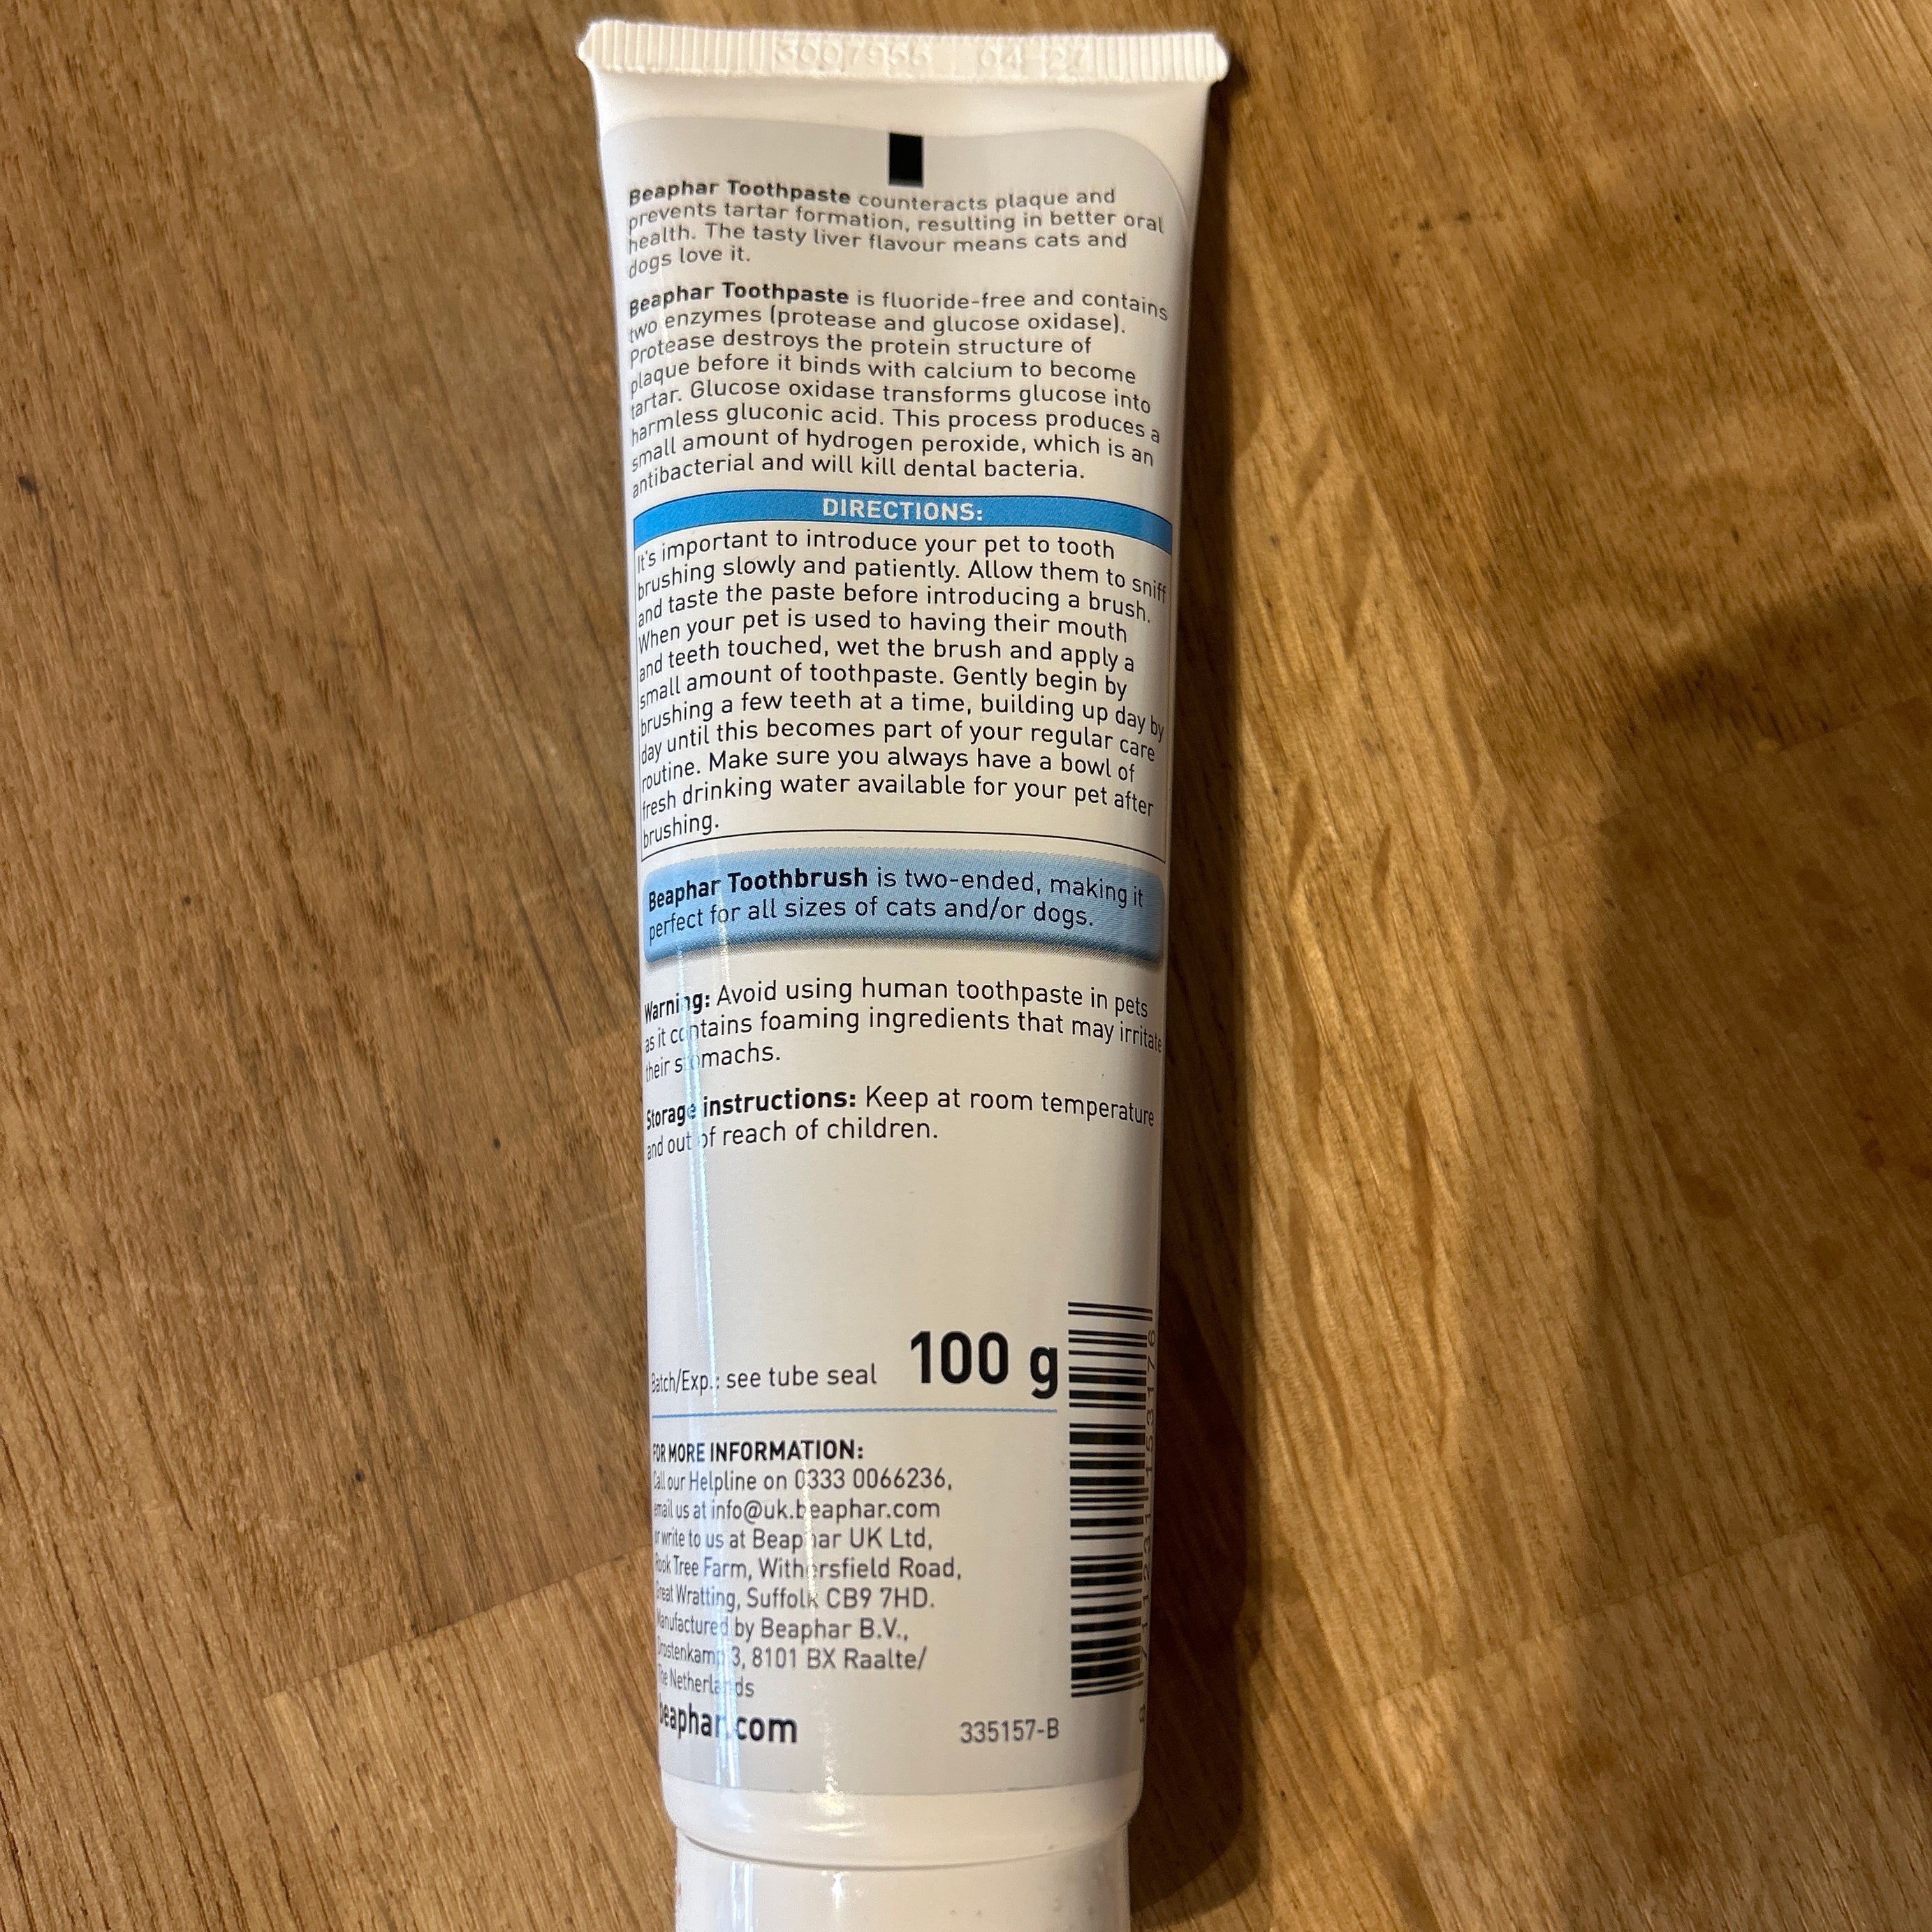 3007955 04-27
Beaphar Toothpaste counteracts plaque and
prevents tartar formation, resulting in better oral
health. The tasty liver flavour means cats and
dogs love it.
Beaphar Toothpaste is fluoride-free and contains
two enzymes (protease and glucose oxidase).
Protease destroys the protein structure of
plaque before it binds with calcium to become
tartar. Glucose oxidase transforms glucose into
harmless gluconic acid. This process produces a
small amount of hydrogen peroxide, which is an
antibacterial and will kill dental bacteria.
DIRECTIONS:
It's important to introduce your pet to tooth
brushing slowly and patiently. Allow them to sniff
and taste the paste before introducing a brush.
When your pet is used to having their mouth
and teeth touched, wet the brush and apply a
small amount of toothpaste. Gently begin by
brushing a few teeth at a time, building up day by
day until this becomes part of your regular care
routine. Make sure you always have a bowl of
fresh drinking water available for your pet after
brushing.
Beaphar Toothbrush is two-ended, making it
perfect for all sizes of cats and/or dogs.
Warning: Avoid using human toothpaste in pets
as it contains foaming ingredients that may irritate
their stomachs.
Storage instructions: Keep at room temperature
and out of reach of children.
Batch/Exp.: see tube seal 100 g
FOR MORE INFORMATION:
Call our Helpline on 0333 0066236,
email us at info@uk.beaphar.com
or write to us at Beaphar UK Ltd,
Rook Tree Farm, Withersfield Road,
Great Wratting, Suffolk CB9 7HD.
Manufactured by Beaphar B.V.,
Drostenkamp 3, 8101 BX Raalte/
The Netherlands
beaphar.com
335157-B